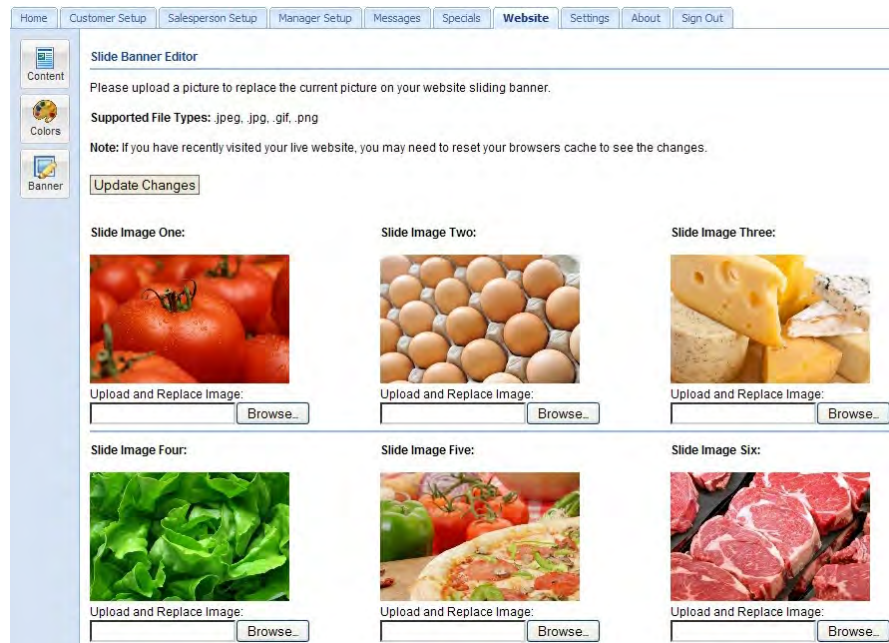 Home Customer Setup Salesperson Setup Manager Setup Messages Specials Website Settings About Sign Out
Content
Colors
Banner
Slide Banner Editor
Please upload a picture to replace the current picture on your website sliding banner.
Supported File Types: .jpeg, .jpg, .gif, .png
Note: If you have recently visited your live website, you may need to reset your browsers cache to see the changes.
Update Changes
Slide Image One: Slide Image Two: Slide Image Three:
Upload and Replace Image: Upload and Replace Image: Upload and Replace Image:
Browse... Browse... Browse...
Slide Image Four: Slide Image Five: Slide Image Six:
Upload and Replace Image: Upload and Replace Image: Upload and Replace Image:
Browse... Browse... Browse...